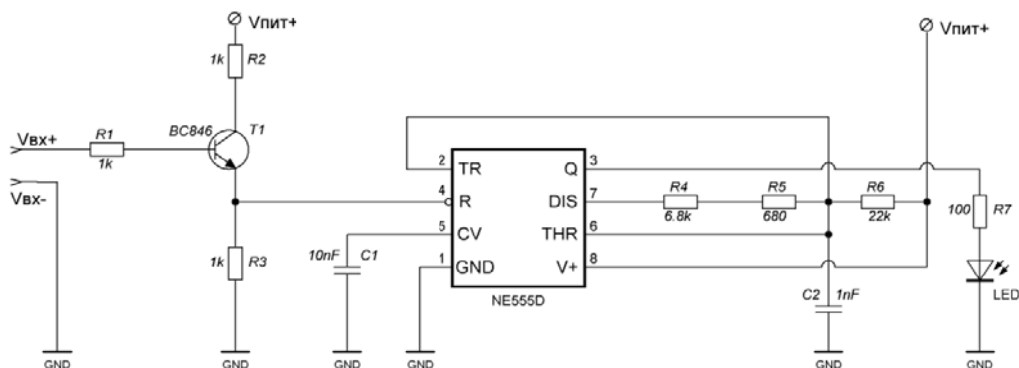 Vпит+
1k R2
BC846 T1
Vвх+
R1
1k
Vвх-
1k R3
GND
GND
10nF C1
GND
GND
2 TR
4 R
5 CV
1 GND
Q 3
DIS 7
THR 6
V+ 8
NE555D
R4
6.8k
R5
680
R6
22k
Vпит+
C2 1nF
GND
100 R7
LED
GND